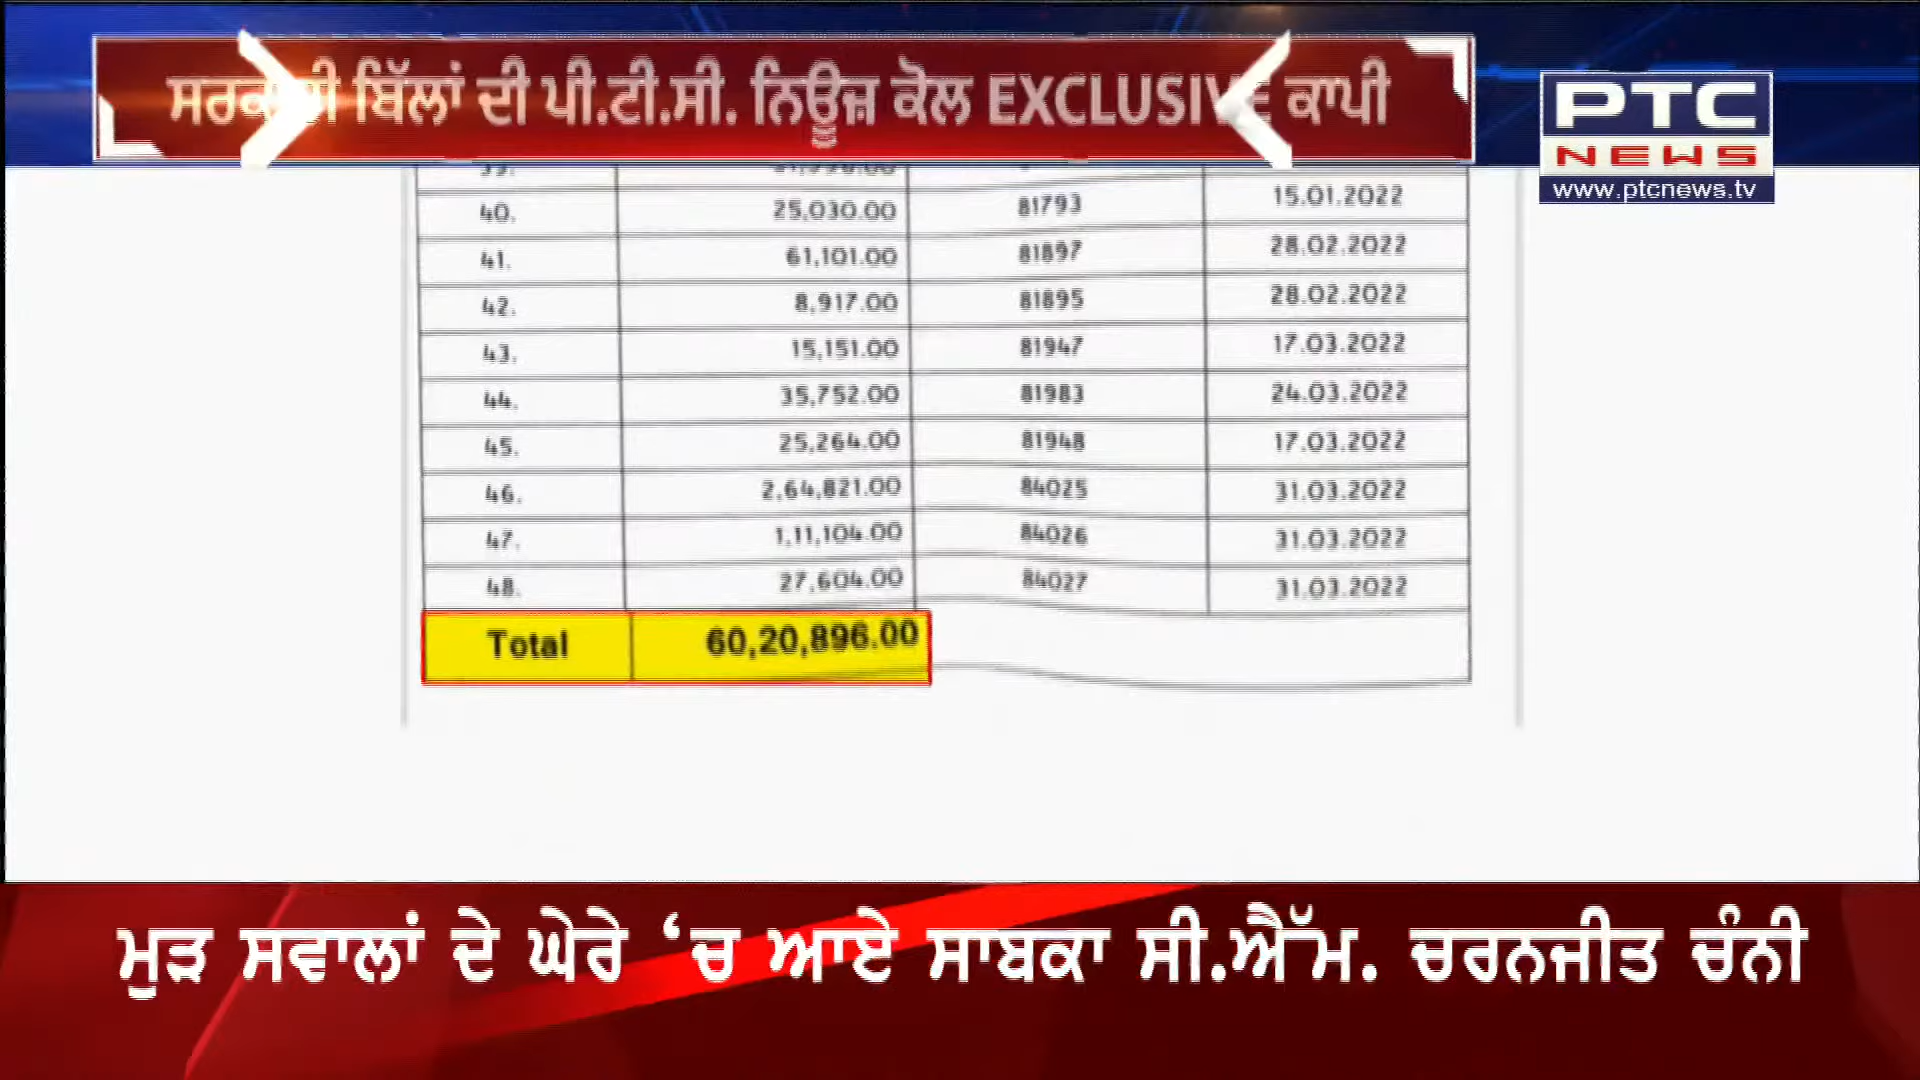 ਸਰਕਾਰੀ ਬਿੱਲਾਂ ਦੀ ਪੀ.ਟੀ.ਸੀ. ਨਿਊਜ਼ ਕੋਲ EXCLUSIVE ਕਾਪੀ
PTC
NEWS
www.ptcnews.tv
40. 25,030.00 81793 15.01.2022
41. 61,101.00 81897 28.02.2022
42. 8,917.00 81895 28.02.2022
43. 15,151.00 81947 17.03.2022
44. 35,752.00 81983 24.03.2022
45. 25,264.00 81948 17.03.2022
46. 2,64,821.00 84025 31.03.2022
47. 1,11,104.00 84026 31.03.2022
48. 27,604.00 84027 31.03.2022
Total 60,20,896.00
ਮੁੜ ਸਵਾਲਾਂ ਦੇ ਘੇਰੇ ‘ਚ ਆਏ ਸਾਬਕਾ ਸੀ.ਐੱਮ. ਚਰਨਜੀਤ ਚੰਨੀ